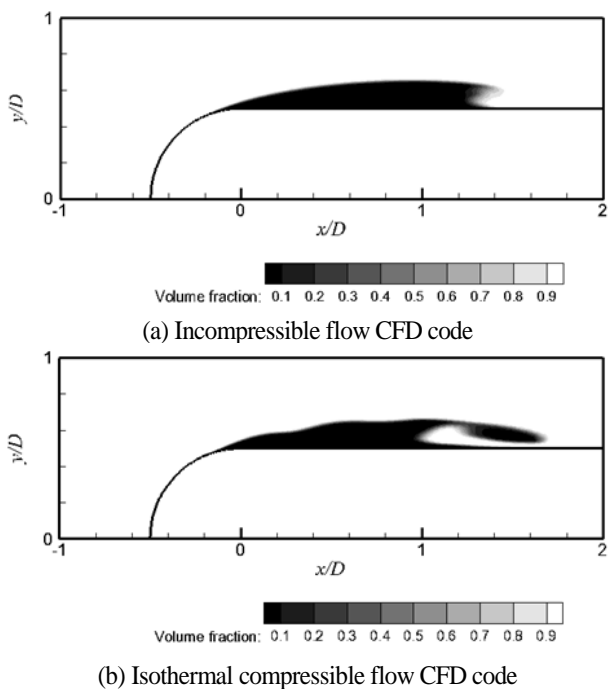 1
y/D
0
-1 0 1 2
x/D
Volume fraction: 0.1 0.2 0.3 0.4 0.5 0.6 0.7 0.8 0.9
(a) Incompressible flow CFD code
1
y/D
0
-1 0 1 2
x/D
Volume fraction: 0.1 0.2 0.3 0.4 0.5 0.6 0.7 0.8 0.9
(b) Isothermal compressible flow CFD code